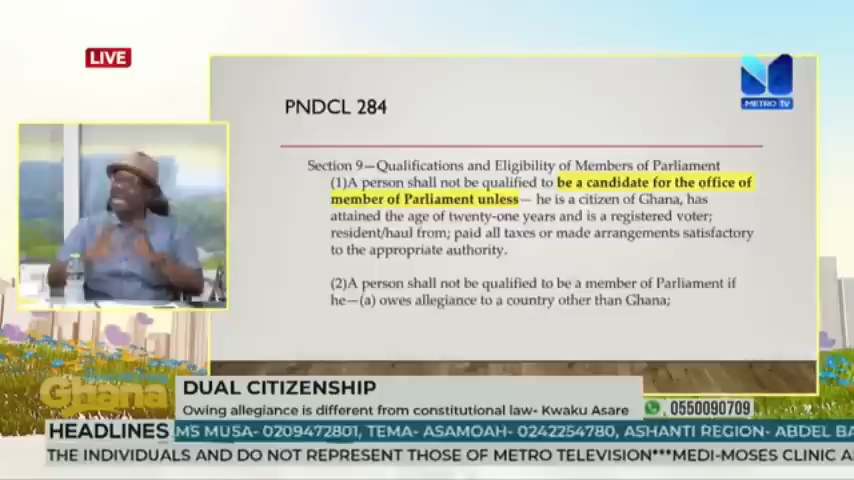 LIVE
METRO tv
PNDCL 284
Section 9—Qualifications and Eligibility of Members of Parliament
(1)A person shall not be qualified to be a candidate for the office of
member of Parliament unless— he is a citizen of Ghana, has
attained the age of twenty-one years and is a registered voter;
resident/haul from; paid all taxes or made arrangements satisfactory
to the appropriate authority.
(2)A person shall not be qualified to be a member of Parliament if
he—(a) owes allegiance to a country other than Ghana;
Ghana
DUAL CITIZENSHIP
Owing allegiance is different from constitutional law- Kwaku Asare
0550090709
HEADLINES
MS MUSA- 0209472801, TEMA- ASAMOAH- 0242254780, ASHANTI REGION- ABDEL BA
THE INDIVIDUALS AND DO NOT REPRESENT THOSE OF METRO TELEVISION***MEDI-MOSES CLINIC A